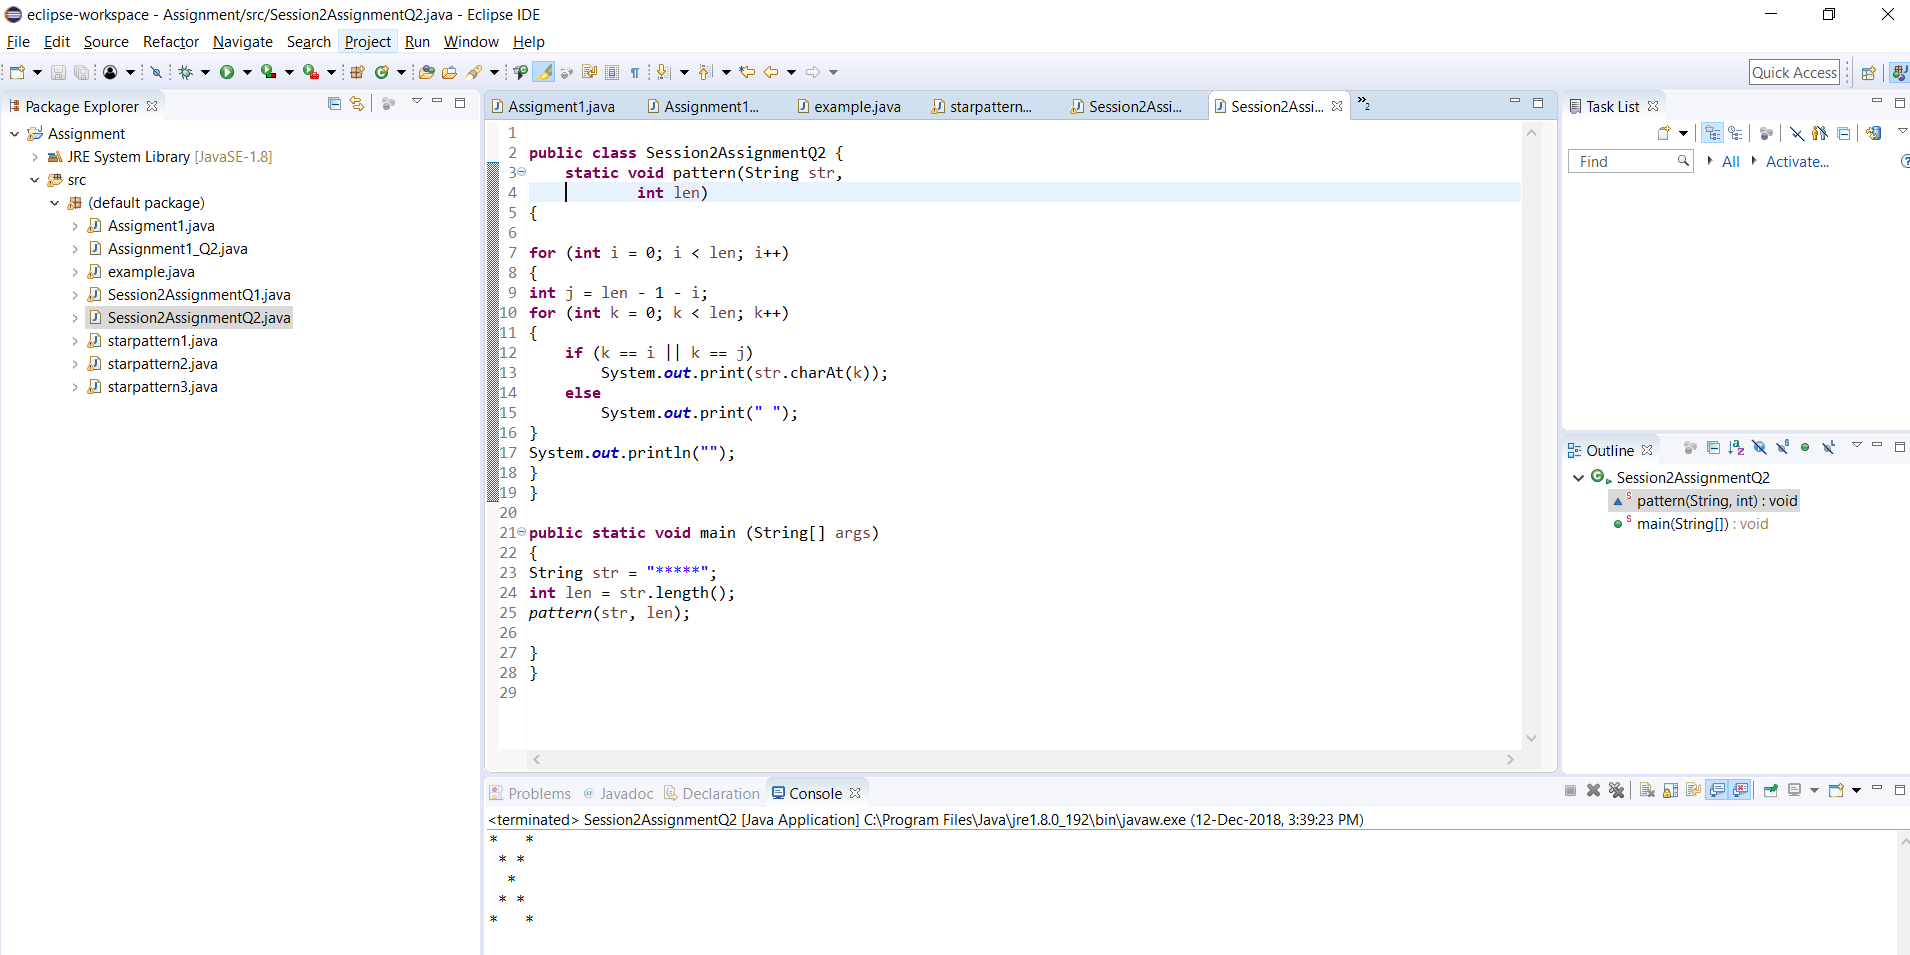 eclipse-workspace - Assignment/src/Session2AssignmentQ2.java - Eclipse IDE
File Edit Source Refactor Navigate Search Project Run Window Help
Quick Access
Package Explorer
Assignment
JRE System Library [JavaSE-1.8]
src
(default package)
Assigment1.java
Assignment1_Q2.java
example.java
Session2AssignmentQ1.java
Session2AssignmentQ2.java
starpattern1.java
starpattern2.java
starpattern3.java
Assigment1.java Assignment1... example.java starpattern... Session2Assi... Session2Assi... »2
1
2 public class Session2AssignmentQ2 {
3 static void pattern(String str,
4 int len)
5 {
6
7 for (int i = 0; i < len; i++)
8 {
9 int j = len - 1 - i;
10 for (int k = 0; k < len; k++)
11 {
12 if (k == i || k == j)
13 System.out.print(str.charAt(k));
14 else
15 System.out.print(" ");
16 }
17 System.out.println("");
18 }
19 }
20
21 public static void main (String[] args)
22 {
23 String str = "*****";
24 int len = str.length();
25 pattern(str, len);
26
27 }
28 }
29
Task List
Find All Activate...
Outline
Session2AssignmentQ2
pattern(String, int) : void
main(String[]) : void
Problems @ Javadoc Declaration Console
<terminated> Session2AssignmentQ2 [Java Application] C:\Program Files\Java\jre1.8.0_192\bin\javaw.exe (12-Dec-2018, 3:39:23 PM)
*   *
 * *
  *
 * *
*   *